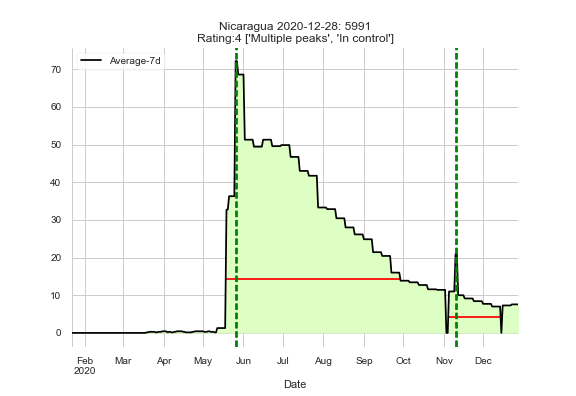 Nicaragua 2020-12-28: 5991
Rating:4 ['Multiple peaks', 'In control']
Average-7d
70
60
50
40
30
20
10
0
Feb Mar Apr May Jun Jul Aug Sep Oct Nov Dec
2020
Date